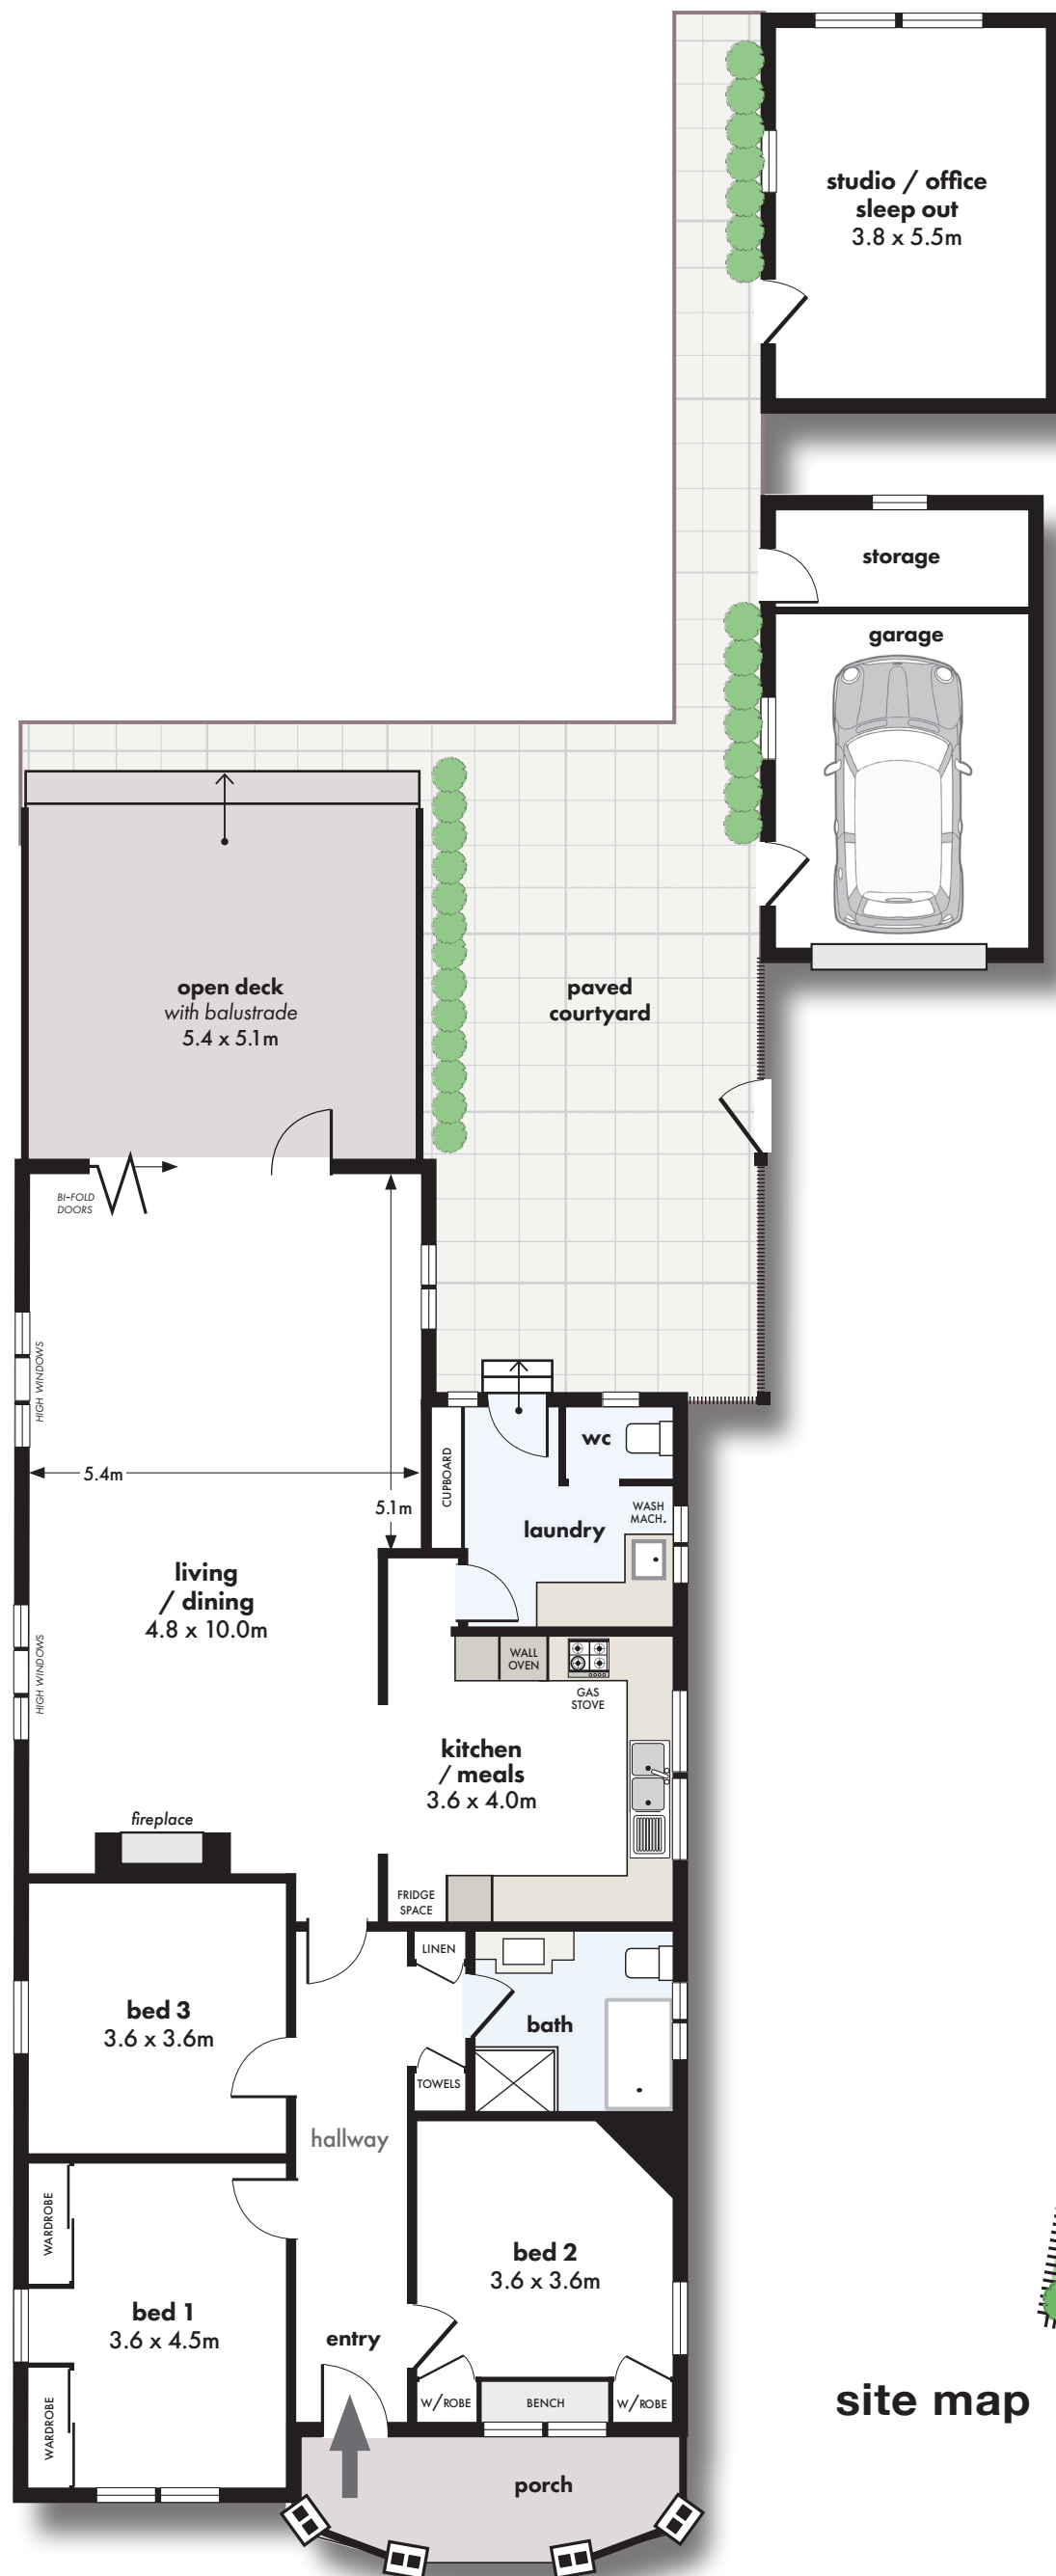 studio / office
sleep out
3.8 x 5.5m
storage
garage
open deck
with balustrade
5.4 x 5.1m
paved
courtyard
BI-FOLD
DOORS
HIGH WINDOWS
5.4m
5.1m
CUPBOARD
wc
WASH
MACH.
laundry
living
/ dining
4.8 x 10.0m
HIGH WINDOWS
WALL
OVEN
GAS
STOVE
kitchen
/ meals
3.6 x 4.0m
fireplace
FRIDGE
SPACE
LINEN
bed 3
3.6 x 3.6m
bath
TOWELS
hallway
WARDROBE
bed 2
3.6 x 3.6m
bed 1
3.6 x 4.5m
entry
WARDROBE
W/ROBE
BENCH
W/ROBE
site map
porch